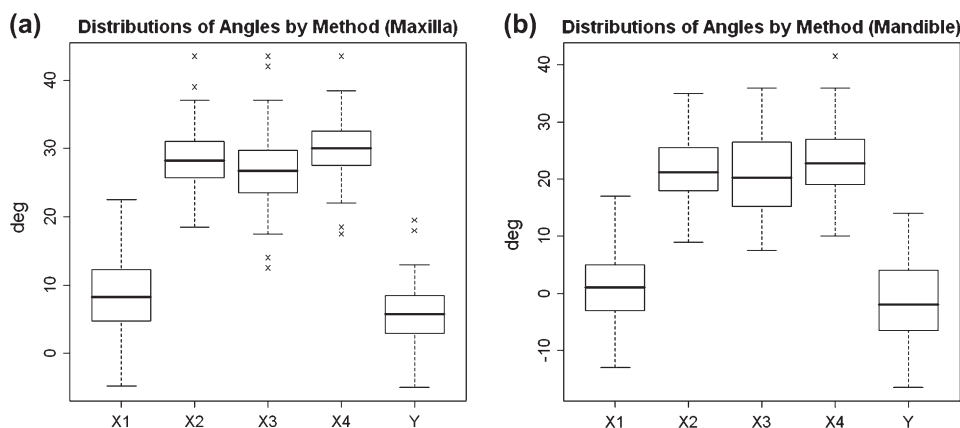 (a) Distributions of Angles by Method (Maxilla)
deg
40
30
20
10
0
X1 X2 X3 X4 Y
(b) Distributions of Angles by Method (Mandible)
deg
40
30
20
10
0
-10
X1 X2 X3 X4 Y